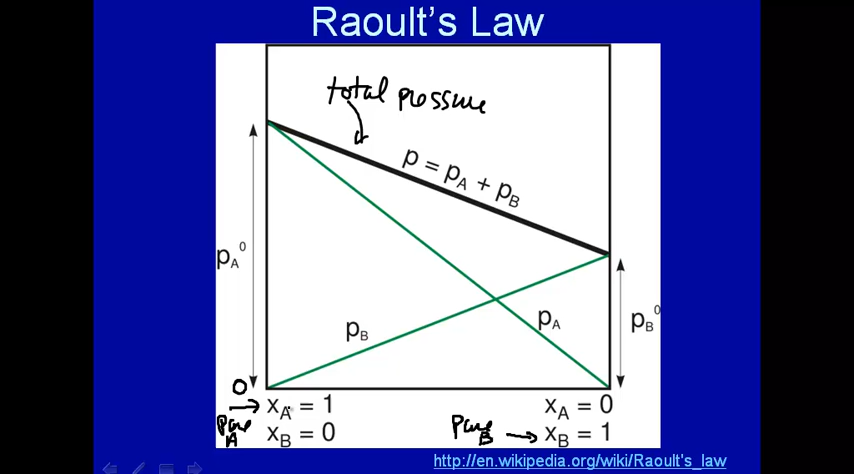 Raoult's Law
total pressure
p = pA + pB
pA⁰
pB
pA
pB⁰
0
xA = 1
xA = 0
Pure A
xB = 0
Pure B
xB = 1
http://en.wikipedia.org/wiki/Raoult's_law